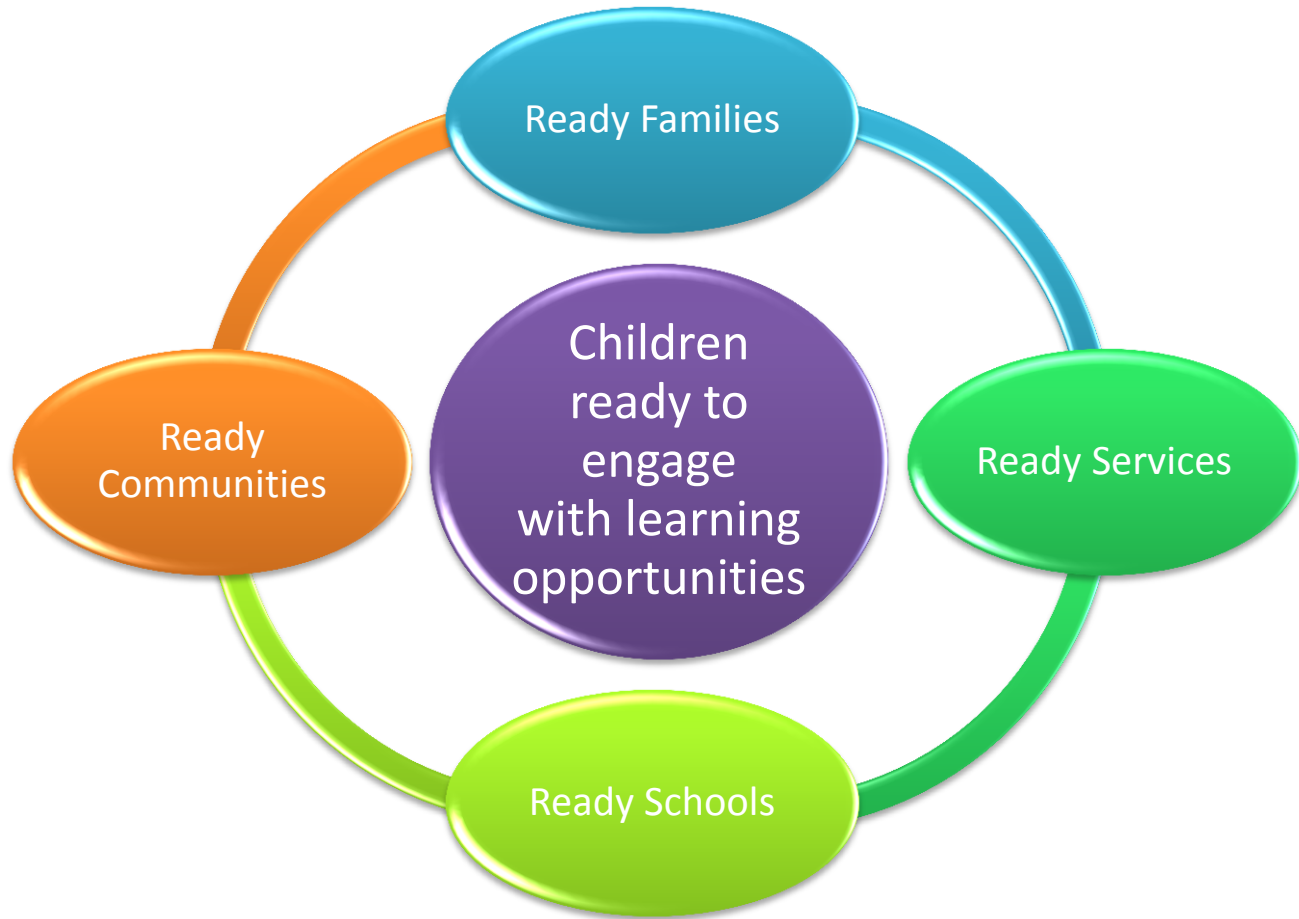 Ready Families
Children
ready to
engage
with learning
opportunities
Ready
Communities
Ready Services
Ready Schools